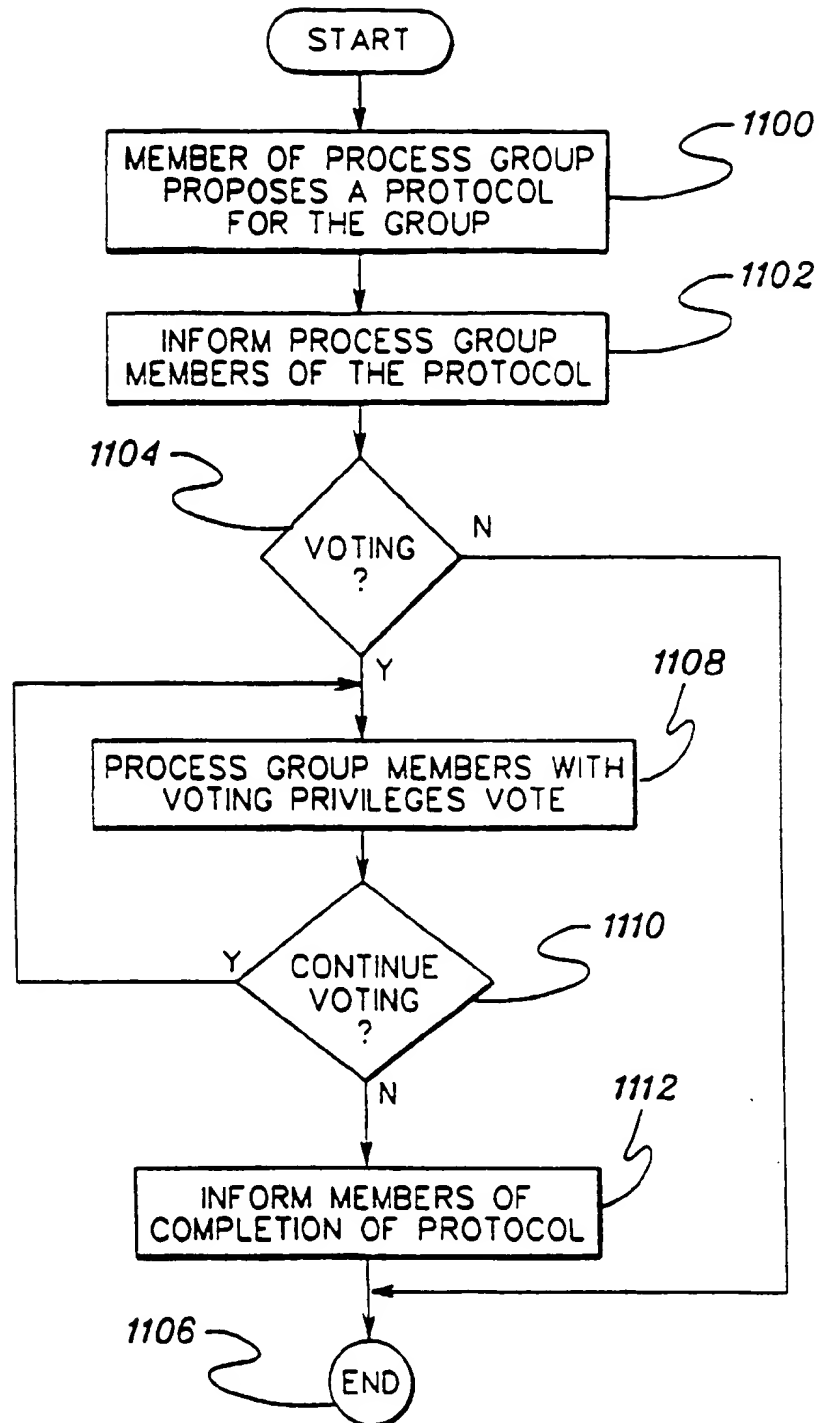 START
1100
MEMBER OF PROCESS GROUP
PROPOSES A PROTOCOL
FOR THE GROUP
1102
INFORM PROCESS GROUP
MEMBERS OF THE PROTOCOL
1104
N
VOTING
?
Y
1108
PROCESS GROUP MEMBERS WITH
VOTING PRIVILEGES VOTE
1110
Y
CONTINUE
VOTING
?
N
1112
INFORM MEMBERS OF
COMPLETION OF PROTOCOL
1106
END